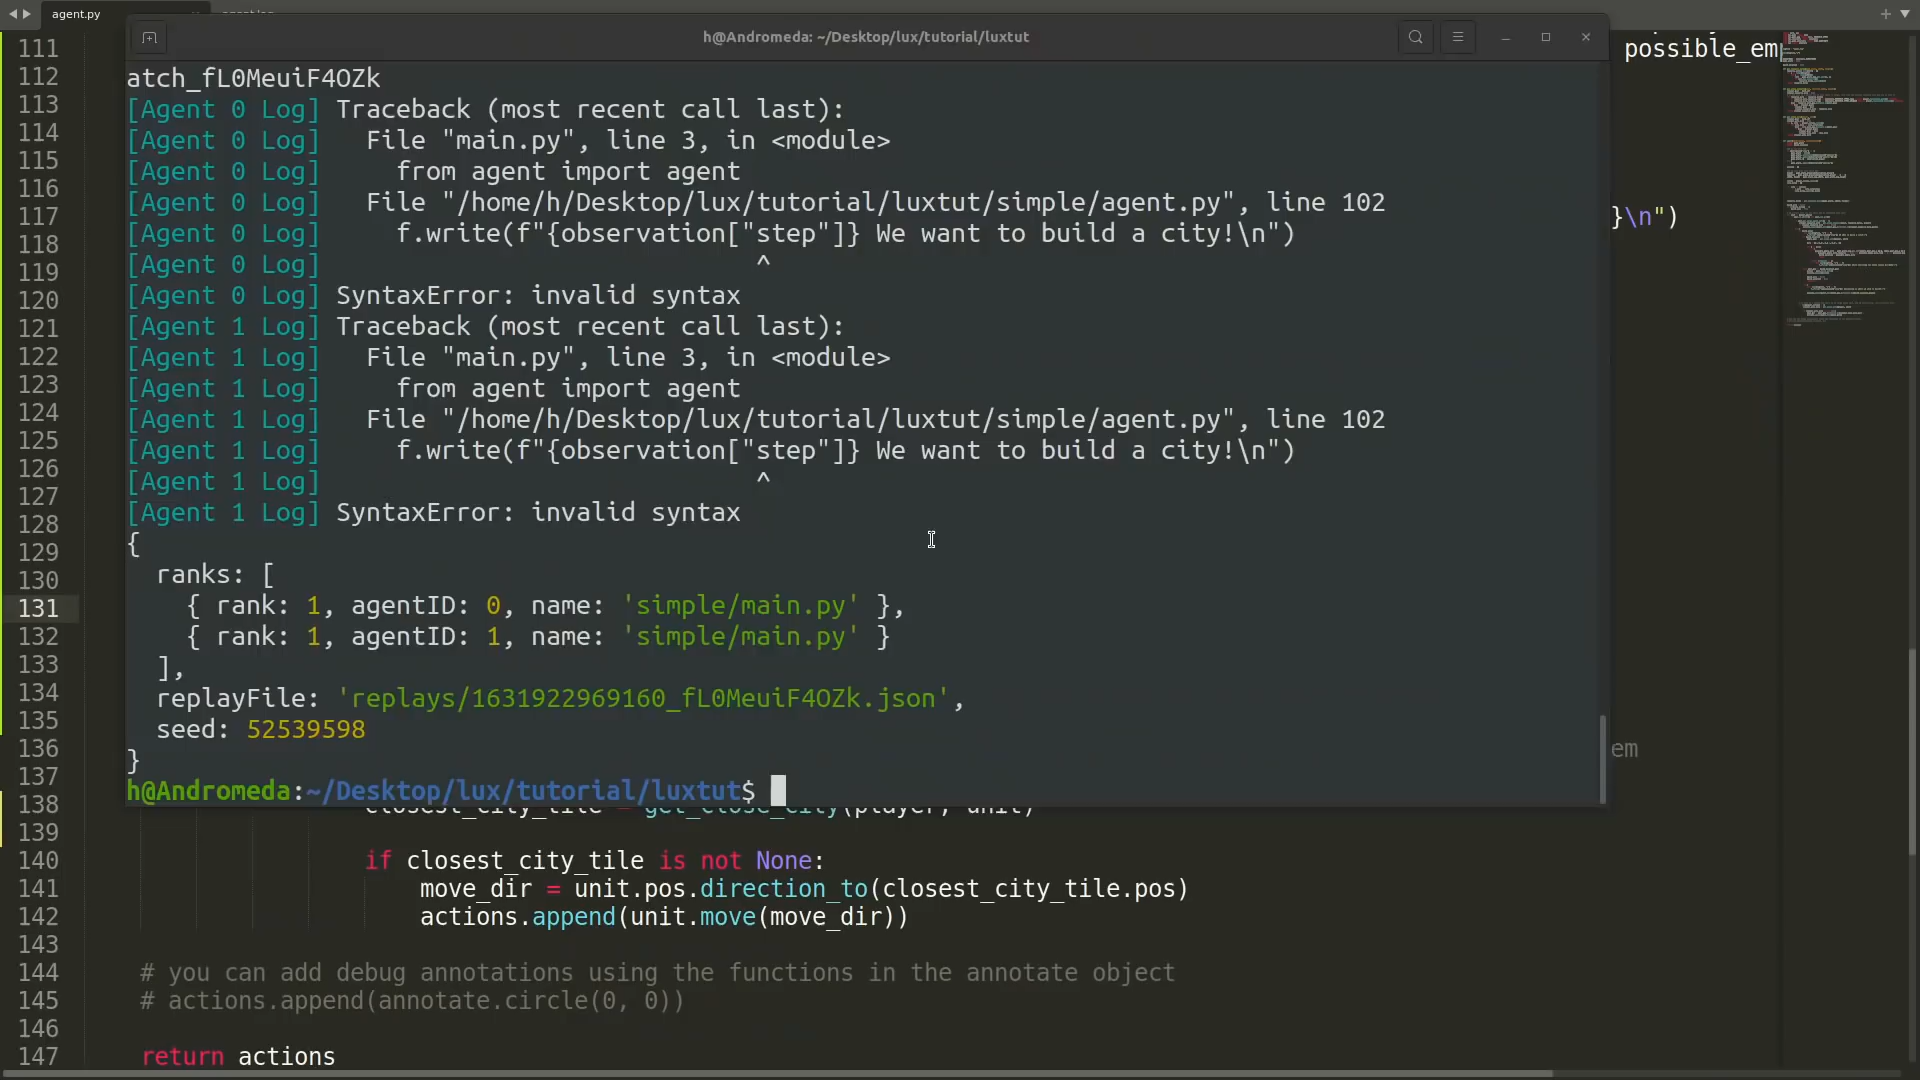 agent.py
h@Andromeda: ~/Desktop/lux/tutorial/luxtut
111
possible_em
atch_fL0MeuiF4OZk
112
[Agent 0 Log] Traceback (most recent call last):
113
[Agent 0 Log]   File "main.py", line 3, in <module>
114
[Agent 0 Log]     from agent import agent
115
116
[Agent 0 Log]   File "/home/h/Desktop/lux/tutorial/luxtut/simple/agent.py", line 102
117
}\n")
[Agent 0 Log]     f.write(f"{observation["step"]} We want to build a city!\n")
118
[Agent 0 Log]                             ^
119
[Agent 0 Log] SyntaxError: invalid syntax
120
[Agent 1 Log] Traceback (most recent call last):
121
[Agent 1 Log]   File "main.py", line 3, in <module>
122
[Agent 1 Log]     from agent import agent
123
[Agent 1 Log]   File "/home/h/Desktop/lux/tutorial/luxtut/simple/agent.py", line 102
124
[Agent 1 Log]     f.write(f"{observation["step"]} We want to build a city!\n")
125
[Agent 1 Log]                             ^
126
127
[Agent 1 Log] SyntaxError: invalid syntax
128
{
129
ranks: [
130
{ rank: 1, agentID: 0, name: 'simple/main.py' },
131
{ rank: 1, agentID: 1, name: 'simple/main.py' }
132
],
133
replayFile: 'replays/1631922969160_fL0MeuiF4OZk.json',
134
seed: 52539598
135
}
136
em
137
h@Andromeda:~/Desktop/lux/tutorial/luxtut$
138 closest_city_tile = get_close_city(player, unit)
139
140 if closest_city_tile is not None:
141 move_dir = unit.pos.direction_to(closest_city_tile.pos)
142 actions.append(unit.move(move_dir))
143
144 # you can add debug annotations using the functions in the annotate object
145 # actions.append(annotate.circle(0, 0))
146
147 return actions